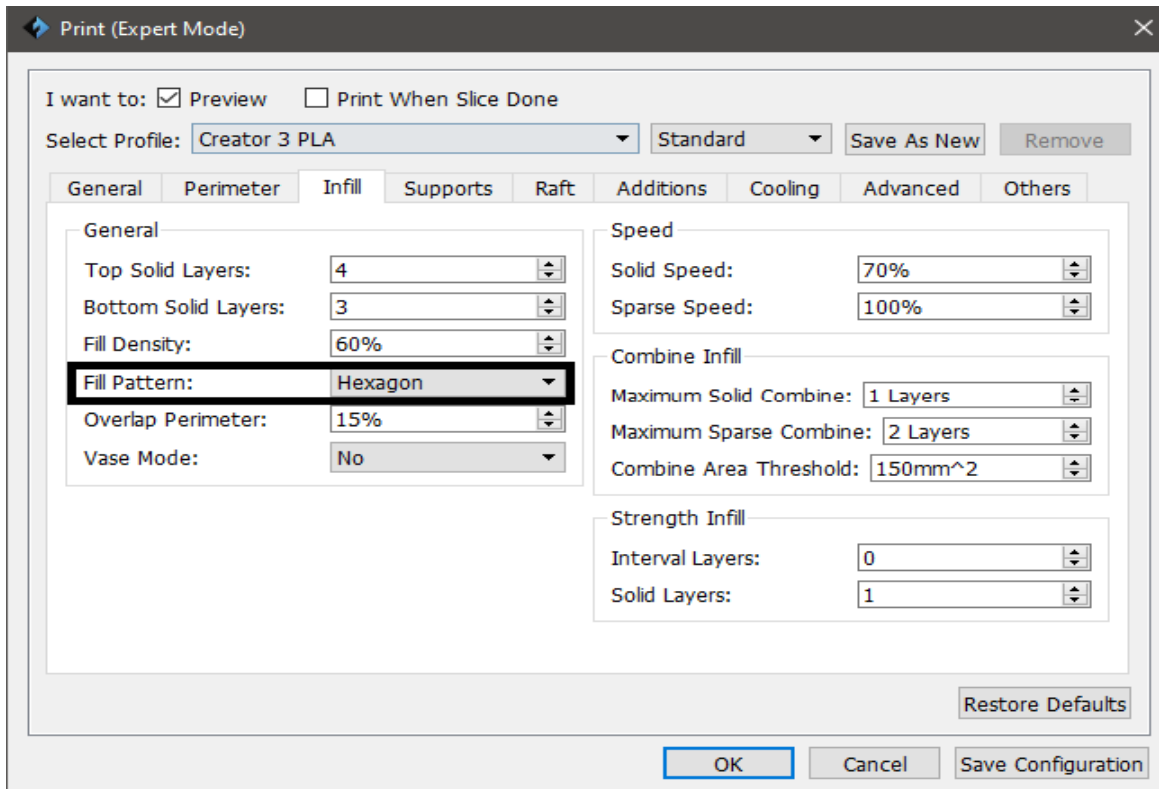 Print (Expert Mode)
I want to: Preview Print When Slice Done
Select Profile: Creator 3 PLA Standard Save As New Remove
General Perimeter Infill Supports Raft Additions Cooling Advanced Others
General
Top Solid Layers: 4
Bottom Solid Layers: 3
Fill Density: 60%
Fill Pattern: Hexagon
Overlap Perimeter: 15%
Vase Mode: No
Speed
Solid Speed: 70%
Sparse Speed: 100%
Combine Infill
Maximum Solid Combine: 1 Layers
Maximum Sparse Combine: 2 Layers
Combine Area Threshold: 150mm^2
Strength Infill
Interval Layers: 0
Solid Layers: 1
Restore Defaults
OK Cancel Save Configuration